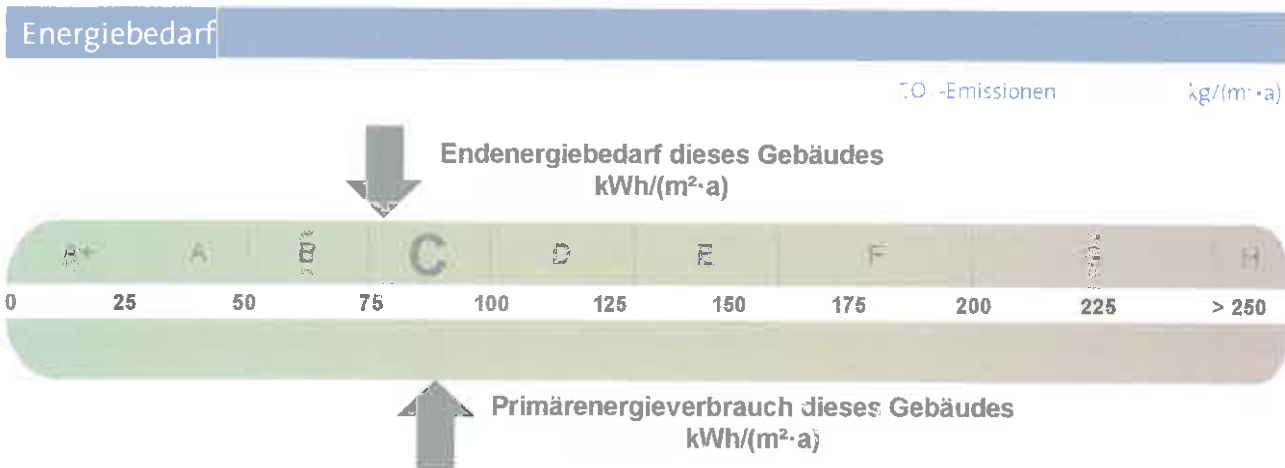 Energiebedarf
-Emissionen kg/(m²·a)
Endenergiebedarf dieses Gebäudes
kWh/(m²·a)
A+ A B C D E F H
0 25 50 75 100 125 150 175 200 225 > 250
Primärenergieverbrauch dieses Gebäudes
kWh/(m²·a)